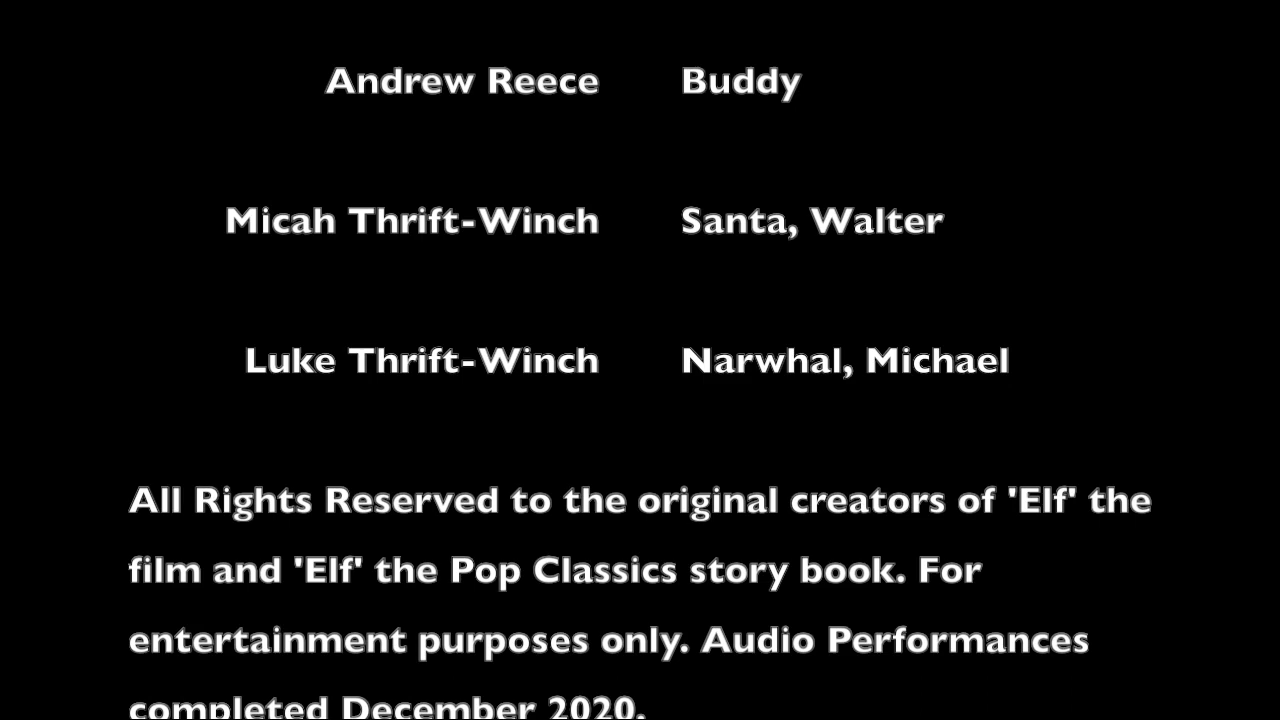 Andrew Reece Buddy
Micah Thrift-Winch Santa, Walter
Luke Thrift-Winch Narwhal, Michael
All Rights Reserved to the original creators of 'Elf' the
film and 'Elf' the Pop Classics story book. For
entertainment purposes only. Audio Performances
completed December 2020.